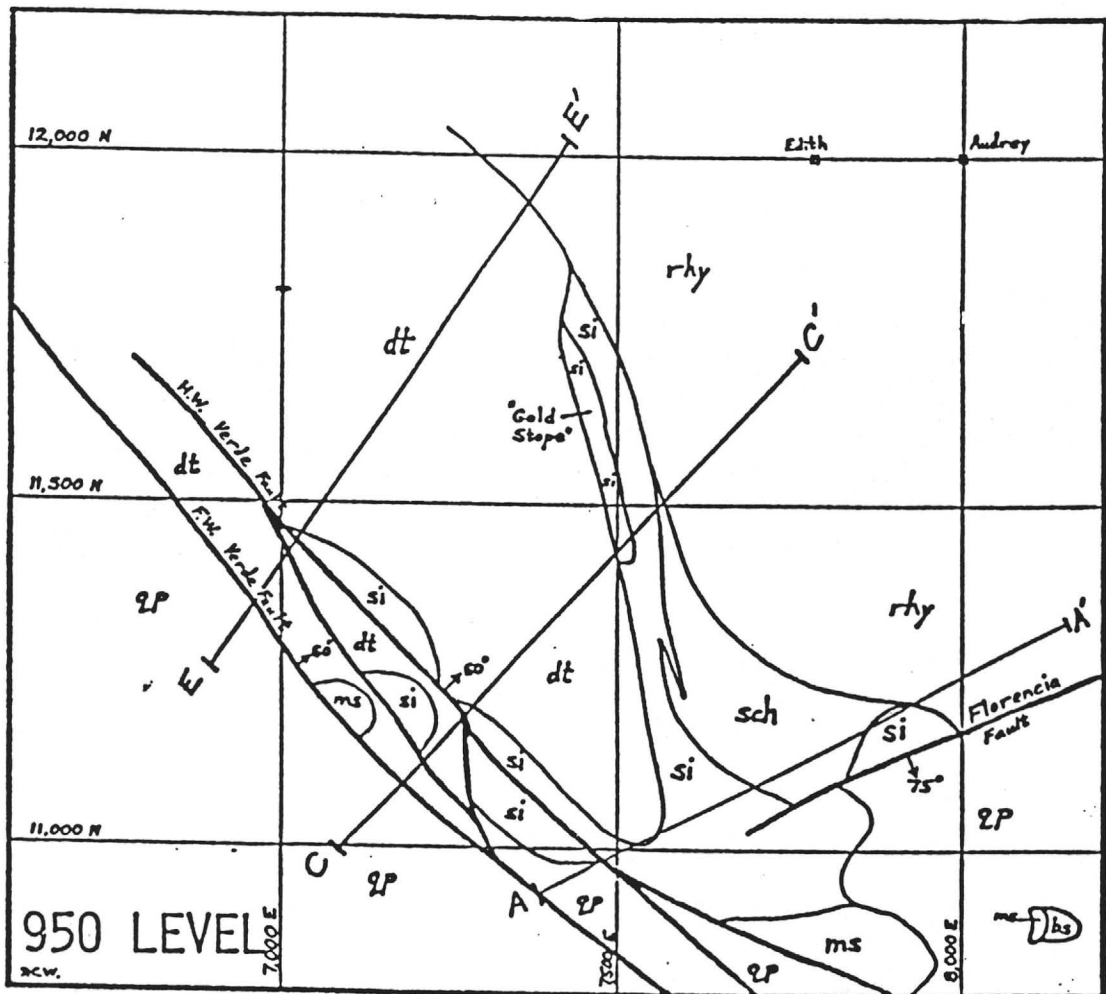 E'
12,000 N
Edith
Audrey
rhy
C'
dt
si
si
"Gold
Stope"
H.W. Verde Fault
dt
si
11,500 N
F.W. Verde Fault
qp
rhy
A'
si
dt
60°
E
60°
dt
ms
si
sch
Florencia
Fault
si
si
75°
si
si
qp
11,000 N
C
qp
A
qp
ms
bs
950 LEVEL
7,000 E
7500 E
8,000 E
ms
qp